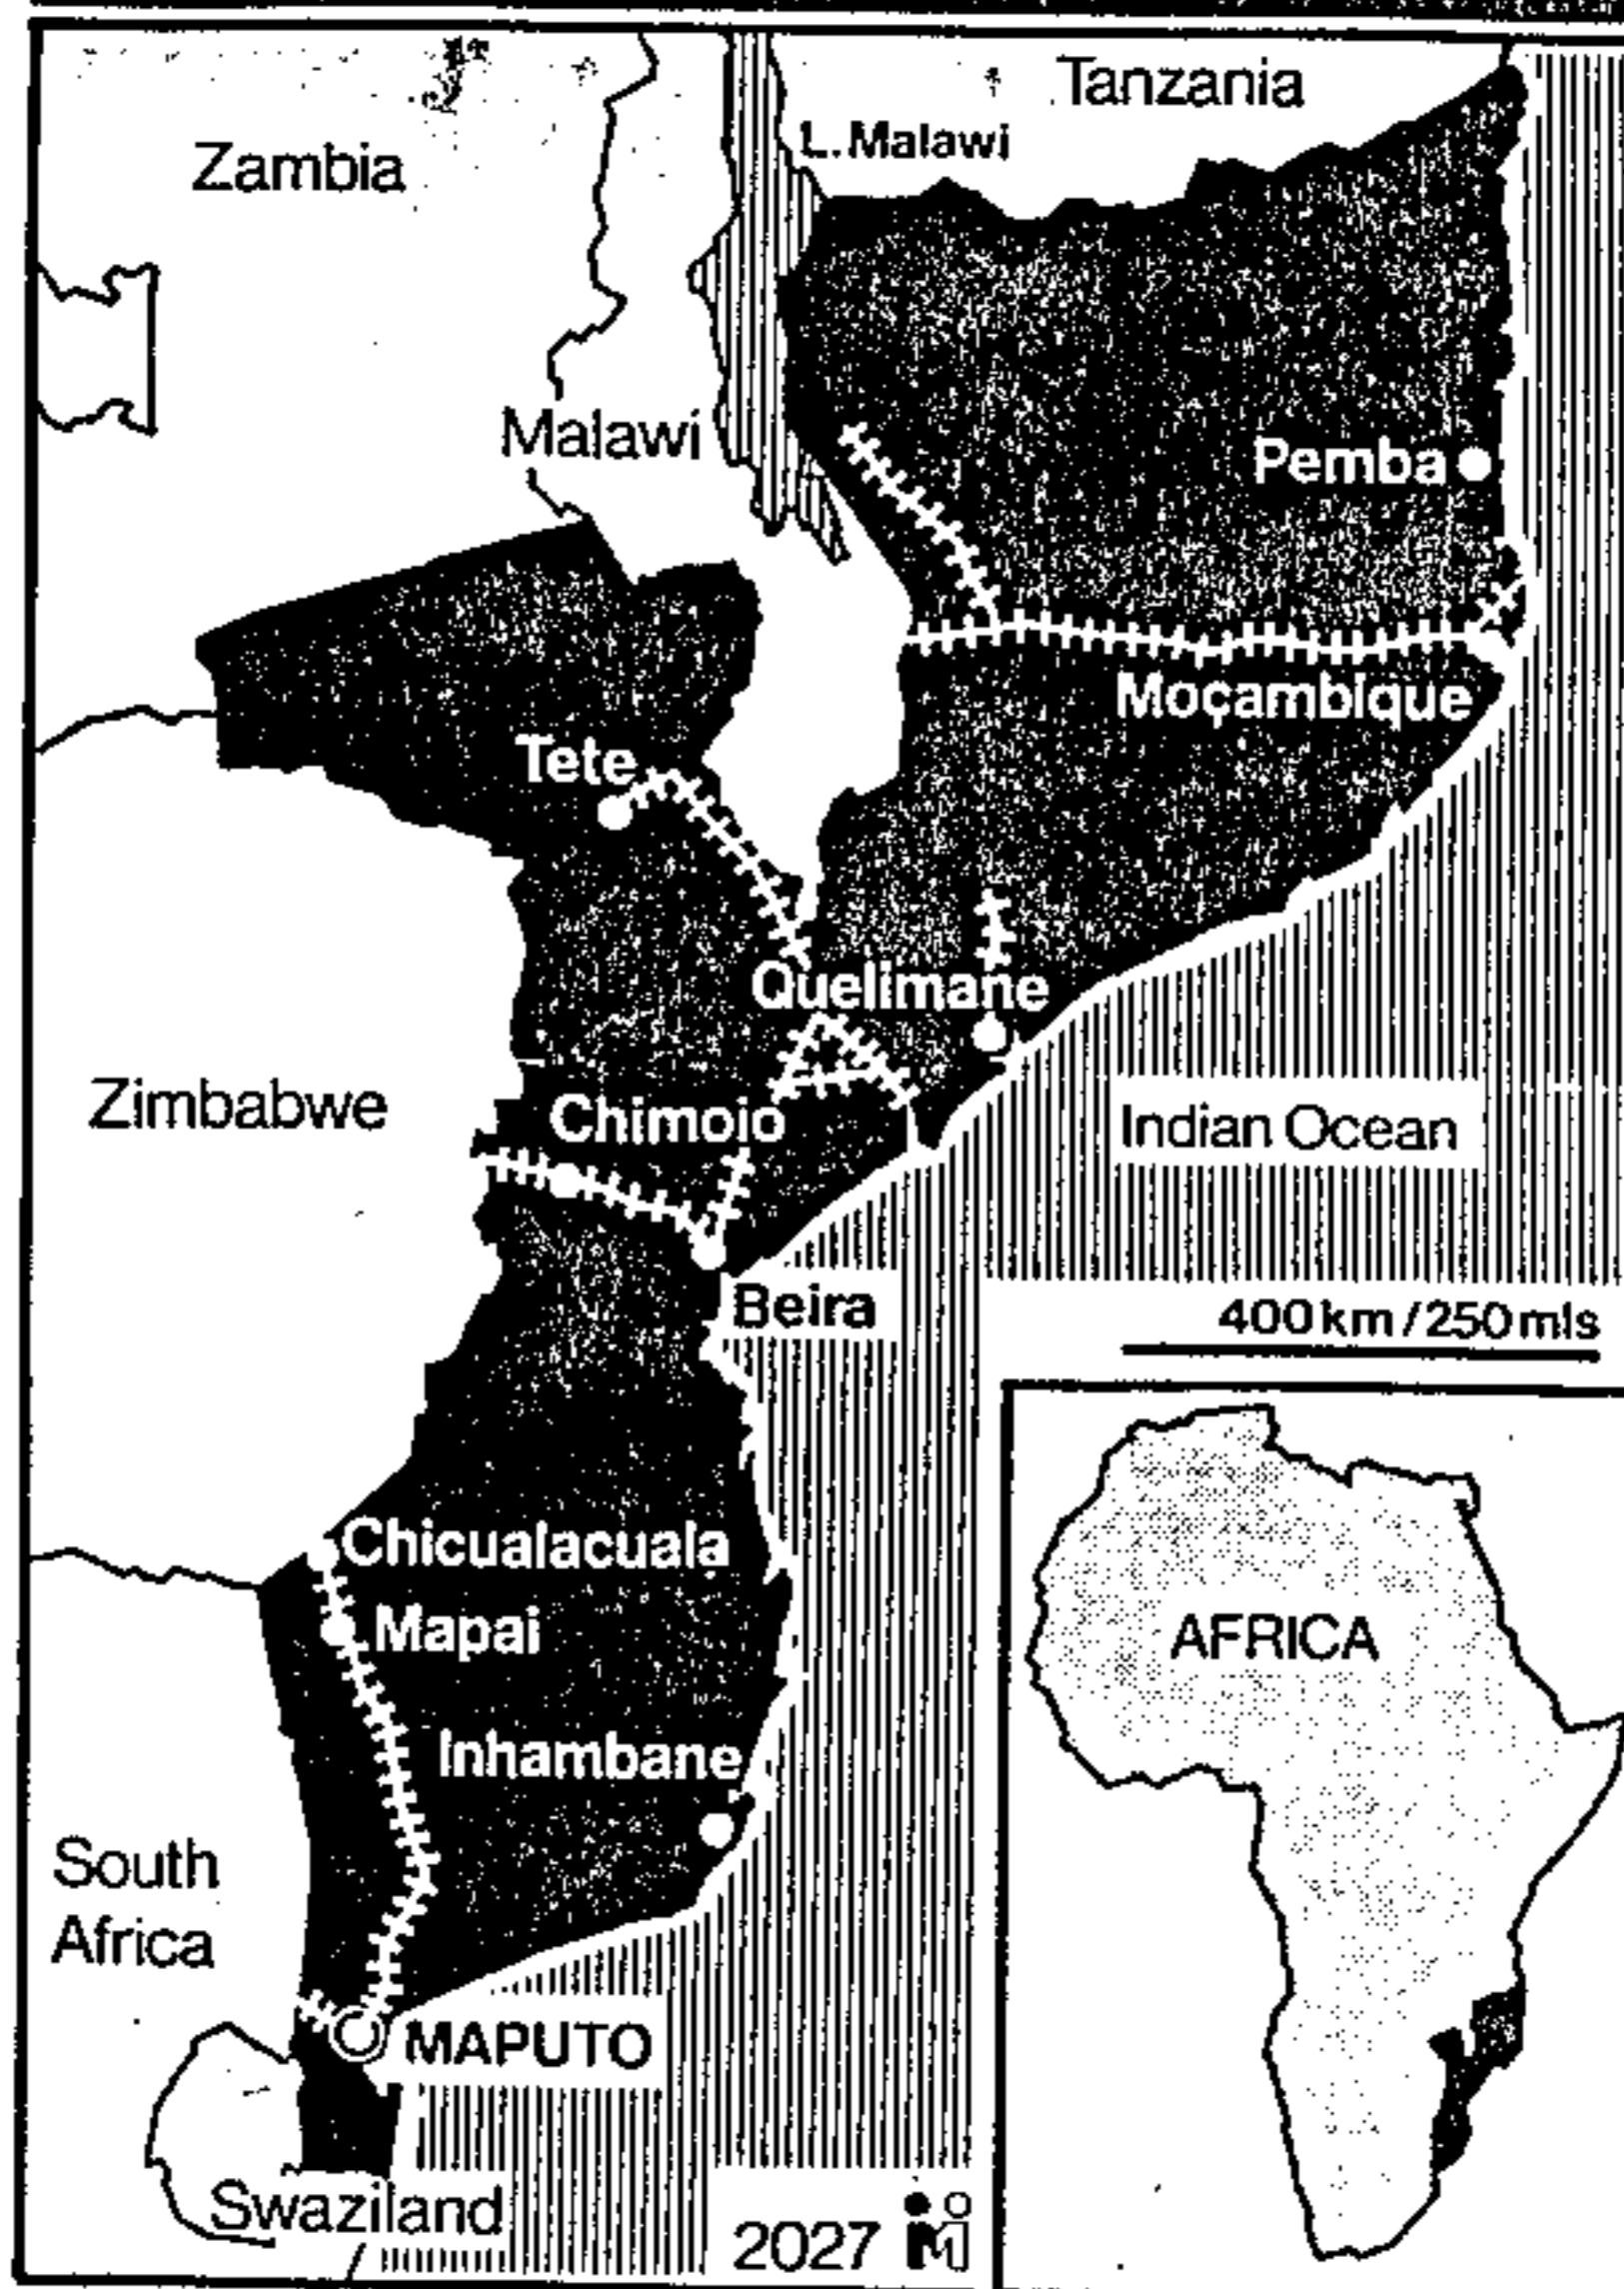 Tanzania
L. Malawi
Zambia
Malawi
Pemba
Moçambique
Tete
Quelimane
Zimbabwe
Chimoio
Indian Ocean
Beira
400 km / 250 mls
Chicualacuala
AFRICA
Mapai
Inhambane
South
Africa
MAPUTO
Swaziland
2027